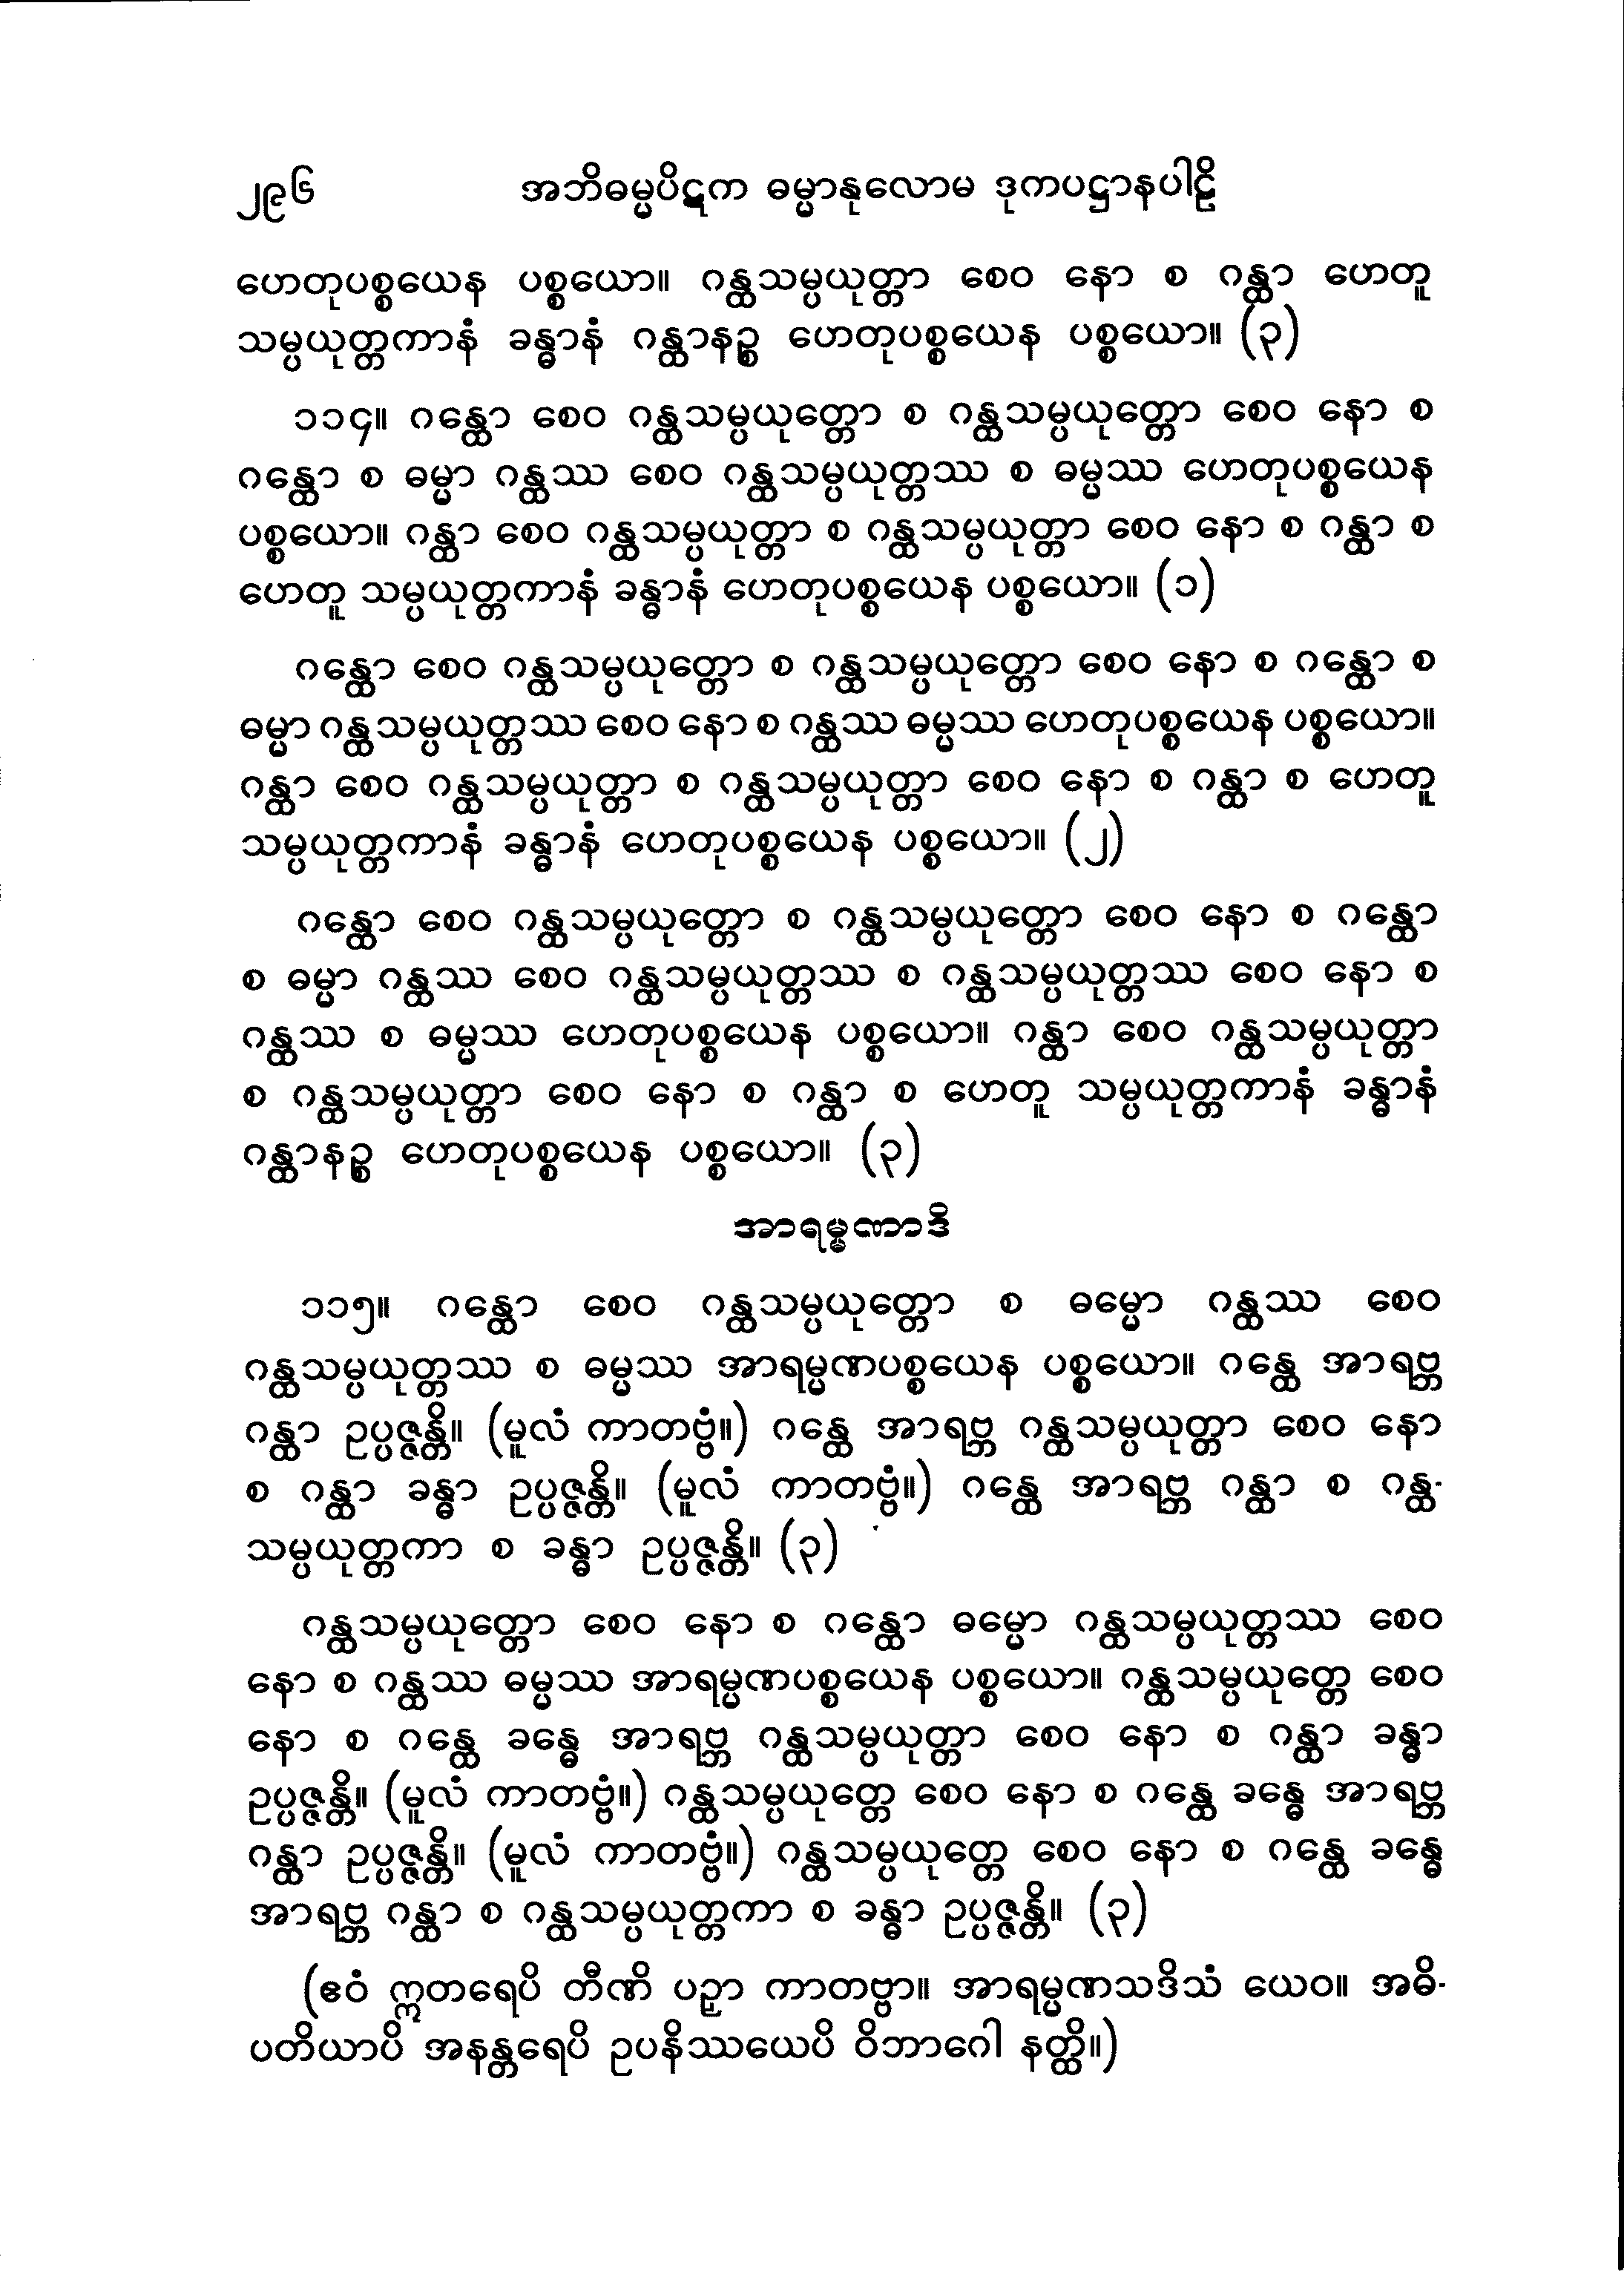 ၂၉၆ အဘိဓမ္မပိဋက ဓမ္မာနုလောမ ဒုကပဋ္ဌာနပါဠိ
ဟေတုပစ္စယေန ပစ္စယော။ ဂန္ထသမ္ပယုတ္တာ စေဝ နော စ ဂန္ထာ ဟေတူ
သမ္ပယုတ္တကာနံ ခန္ဓာနံ ဂန္ထာနဉ္စ ဟေတုပစ္စယေန ပစ္စယော။ (၃)
၁၁၄။ ဂန္ထော စေဝ ဂန္ထသမ္ပယုတ္တော စ ဂန္ထသမ္ပယုတ္တော စေဝ နော စ
ဂန္ထော စ ဓမ္မာ ဂန္ထဿ စေဝ ဂန္ထသမ္ပယုတ္တဿ စ ဓမ္မဿ ဟေတုပစ္စယေန
ပစ္စယော။ ဂန္ထာ စေဝ ဂန္ထသမ္ပယုတ္တာ စ ဂန္ထသမ္ပယုတ္တာ စေဝ နော စ ဂန္ထာ စ
ဟေတူ သမ္ပယုတ္တကာနံ ခန္ဓာနံ ဟေတုပစ္စယေန ပစ္စယော။ (၁)
ဂန္ထော စေဝ ဂန္ထသမ္ပယုတ္တော စ ဂန္ထသမ္ပယုတ္တော စေဝ နော စ ဂန္ထော စ
ဓမ္မာ ဂန္ထသမ္ပယုတ္တဿ စေဝ နော စ ဂန္ထဿ ဓမ္မဿ ဟေတုပစ္စယေန ပစ္စယော။
ဂန္ထာ စေဝ ဂန္ထသမ္ပယုတ္တာ စ ဂန္ထသမ္ပယုတ္တာ စေဝ နော စ ဂန္ထာ စ ဟေတူ
သမ္ပယုတ္တကာနံ ခန္ဓာနံ ဟေတုပစ္စယေန ပစ္စယော။ (၂)
ဂန္ထော စေဝ ဂန္ထသမ္ပယုတ္တော စ ဂန္ထသမ္ပယုတ္တော စေဝ နော စ ဂန္ထော
စ ဓမ္မာ ဂန္ထဿ စေဝ ဂန္ထသမ္ပယုတ္တဿ စ ဂန္ထသမ္ပယုတ္တဿ စေဝ နော စ
ဂန္ထဿ စ ဓမ္မဿ ဟေတုပစ္စယေန ပစ္စယော။ ဂန္ထာ စေဝ ဂန္ထသမ္ပယုတ္တာ
စ ဂန္ထသမ္ပယုတ္တာ စေဝ နော စ ဂန္ထာ စ ဟေတူ သမ္ပယုတ္တကာနံ ခန္ဓာနံ
ဂန္ထာနဉ္စ ဟေတုပစ္စယေန ပစ္စယော။ (၃)
အာရမ္မဏာဒိ
၁၁၅။ ဂန္ထော စေဝ ဂန္ထသမ္ပယုတ္တော စ ဓမ္မော ဂန္ထဿ စေဝ
ဂန္ထသမ္ပယုတ္တဿ စ ဓမ္မဿ အာရမ္မဏပစ္စယေန ပစ္စယော။ ဂန္ထေ အာရဗ္ဘ
ဂန္ထာ ဥပ္ပဇ္ဇန္တိ။ (မူလံ ကာတဗ္ဗံ။) ဂန္ထေ အာရဗ္ဘ ဂန္ထသမ္ပယုတ္တာ စေဝ နော
စ ဂန္ထာ ခန္ဓာ ဥပ္ပဇ္ဇန္တိ။ (မူလံ ကာတဗ္ဗံ။) ဂန္ထေ အာရဗ္ဘ ဂန္ထာ စ ဂန္ထ-
သမ္ပယုတ္တကာ စ ခန္ဓာ ဥပ္ပဇ္ဇန္တိ။ (၃)
ဂန္ထသမ္ပယုတ္တော စေဝ နော စ ဂန္ထော ဓမ္မော ဂန္ထသမ္ပယုတ္တဿ စေဝ
နော စ ဂန္ထဿ ဓမ္မဿ အာရမ္မဏပစ္စယေန ပစ္စယော။ ဂန္ထသမ္ပယုတ္တေ စေဝ
နော စ ဂန္ထေ ခန္ဓေ အာရဗ္ဘ ဂန္ထသမ္ပယုတ္တာ စေဝ နော စ ဂန္ထာ ခန္ဓာ
ဥပ္ပဇ္ဇန္တိ။ (မူလံ ကာတဗ္ဗံ။) ဂန္ထသမ္ပယုတ္တေ စေဝ နော စ ဂန္ထေ ခန္ဓေ အာရဗ္ဘ
ဂန္ထာ ဥပ္ပဇ္ဇန္တိ။ (မူလံ ကာတဗ္ဗံ။) ဂန္ထသမ္ပယုတ္တေ စေဝ နော စ ဂန္ထေ ခန္ဓေ
အာရဗ္ဘ ဂန္ထာ စ ဂန္ထသမ္ပယုတ္တကာ စ ခန္ဓာ ဥပ္ပဇ္ဇန္တိ။ (၃)
(ဧဝံ ဣတရေပိ တီဏိ ပဉှာ ကာတဗ္ဗာ။ အာရမ္မဏသဒိသံ ယေဝ။ အဓိ-
ပတိယာပိ အနန္တရေပိ ဥပနိဿယေပိ ဝိဘာဂေါ နတ္ထိ။)